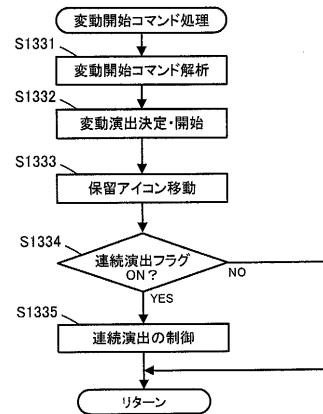 変動開始コマンド処理
S1331
変動開始コマンド解析
S1332
変動演出決定・開始
S1333
保留アイコン移動
S1334
連続演出フラグ
ON？
NO
YES
S1335
連続演出の制御
リターン